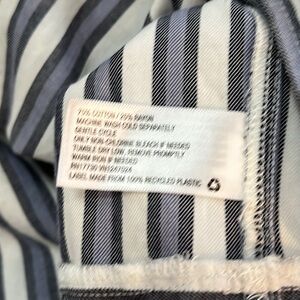 75% COTTON / 25% RAYON
MACHINE WASH COLD SEPARATELY
GENTLE CYCLE
ONLY NON-CHLORINE BLEACH IF NEEDED
TUMBLE DRY LOW, REMOVE PROMPTLY
WARM IRON IF NEEDED
LABEL MADE FROM 100% RECYCLED PLASTIC